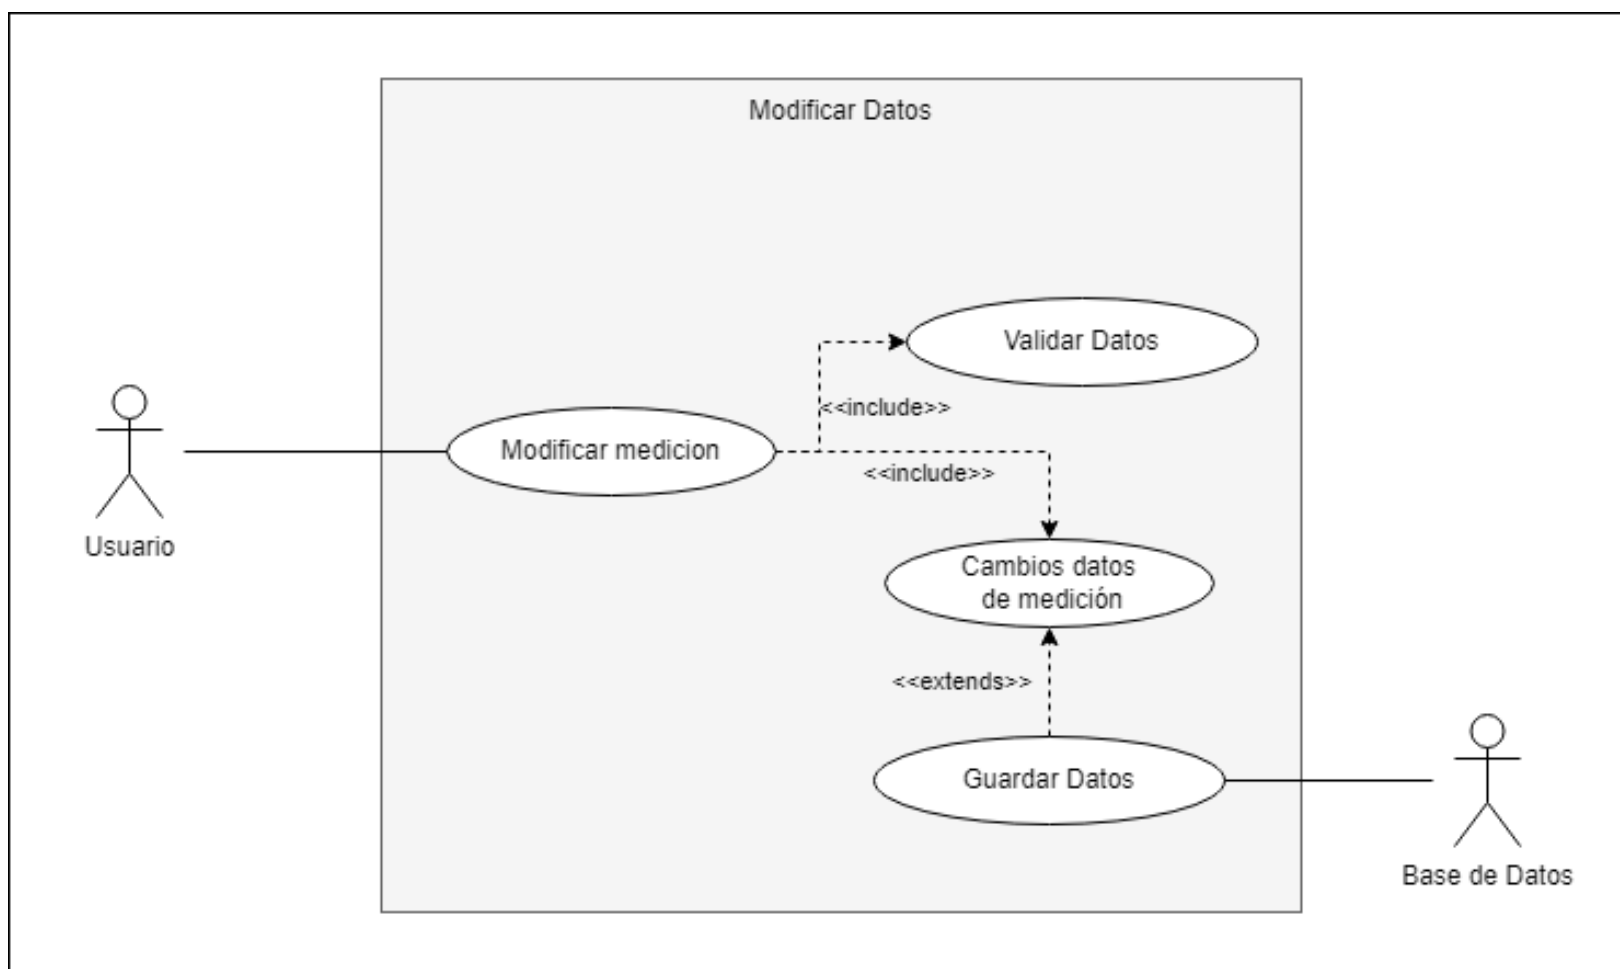 Modificar Datos
Validar Datos
<<include>>
Modificar medicion
<<include>>
Usuario
Cambios datos
de medición
<<extends>>
Guardar Datos
Base de Datos